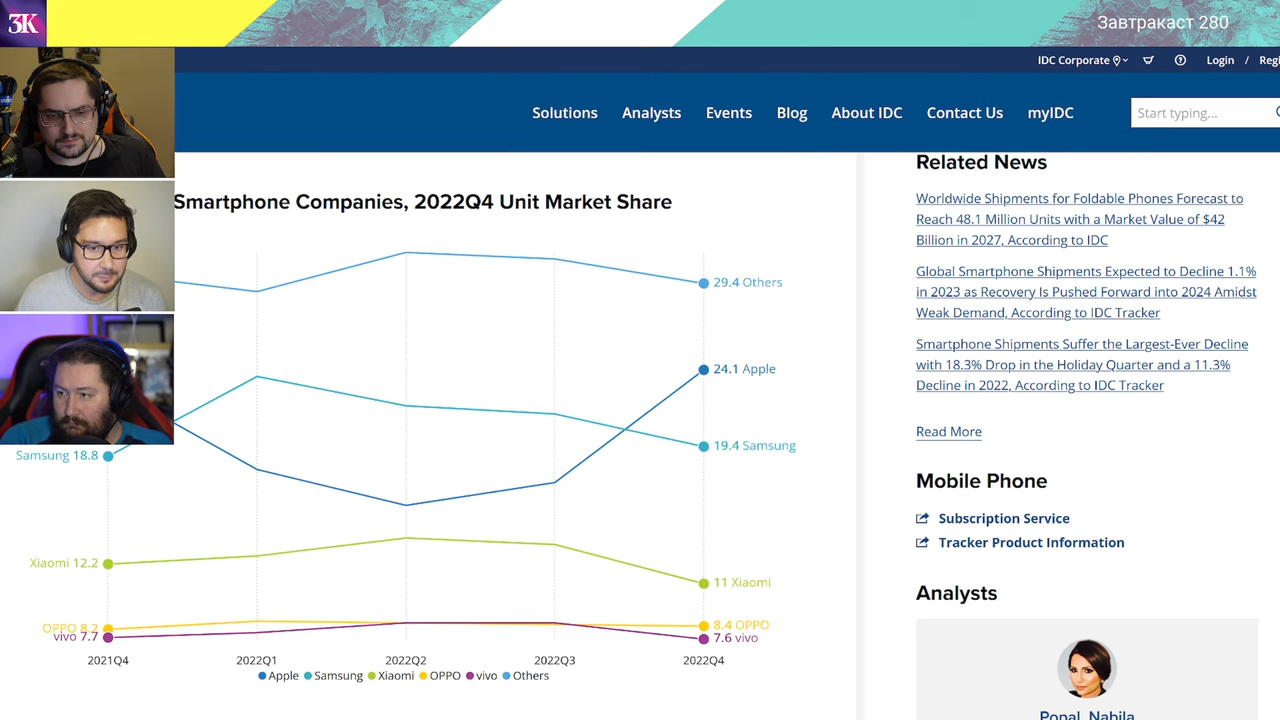 3K
Завтракаст 280
IDC Corporate
Login / Regi
Solutions Analysts Events Blog About IDC Contact Us myIDC
Start typing...
Smartphone Companies, 2022Q4 Unit Market Share
29.4 Others
24.1 Apple
Samsung 18.8
19.4 Samsung
Xiaomi 12.2
11 Xiaomi
OPPO 8.2
8.4 OPPO
vivo 7.7
7.6 vivo
2021Q4 2022Q1 2022Q2 2022Q3 2022Q4
Apple Samsung Xiaomi OPPO vivo Others
Related News
Worldwide Shipments for Foldable Phones Forecast to
Reach 48.1 Million Units with a Market Value of $42
Billion in 2027, According to IDC
Global Smartphone Shipments Expected to Decline 1.1%
in 2023 as Recovery Is Pushed Forward into 2024 Amidst
Weak Demand, According to IDC Tracker
Smartphone Shipments Suffer the Largest-Ever Decline
with 18.3% Drop in the Holiday Quarter and a 11.3%
Decline in 2022, According to IDC Tracker
Read More
Mobile Phone
Subscription Service
Tracker Product Information
Analysts
Popal, Nabila